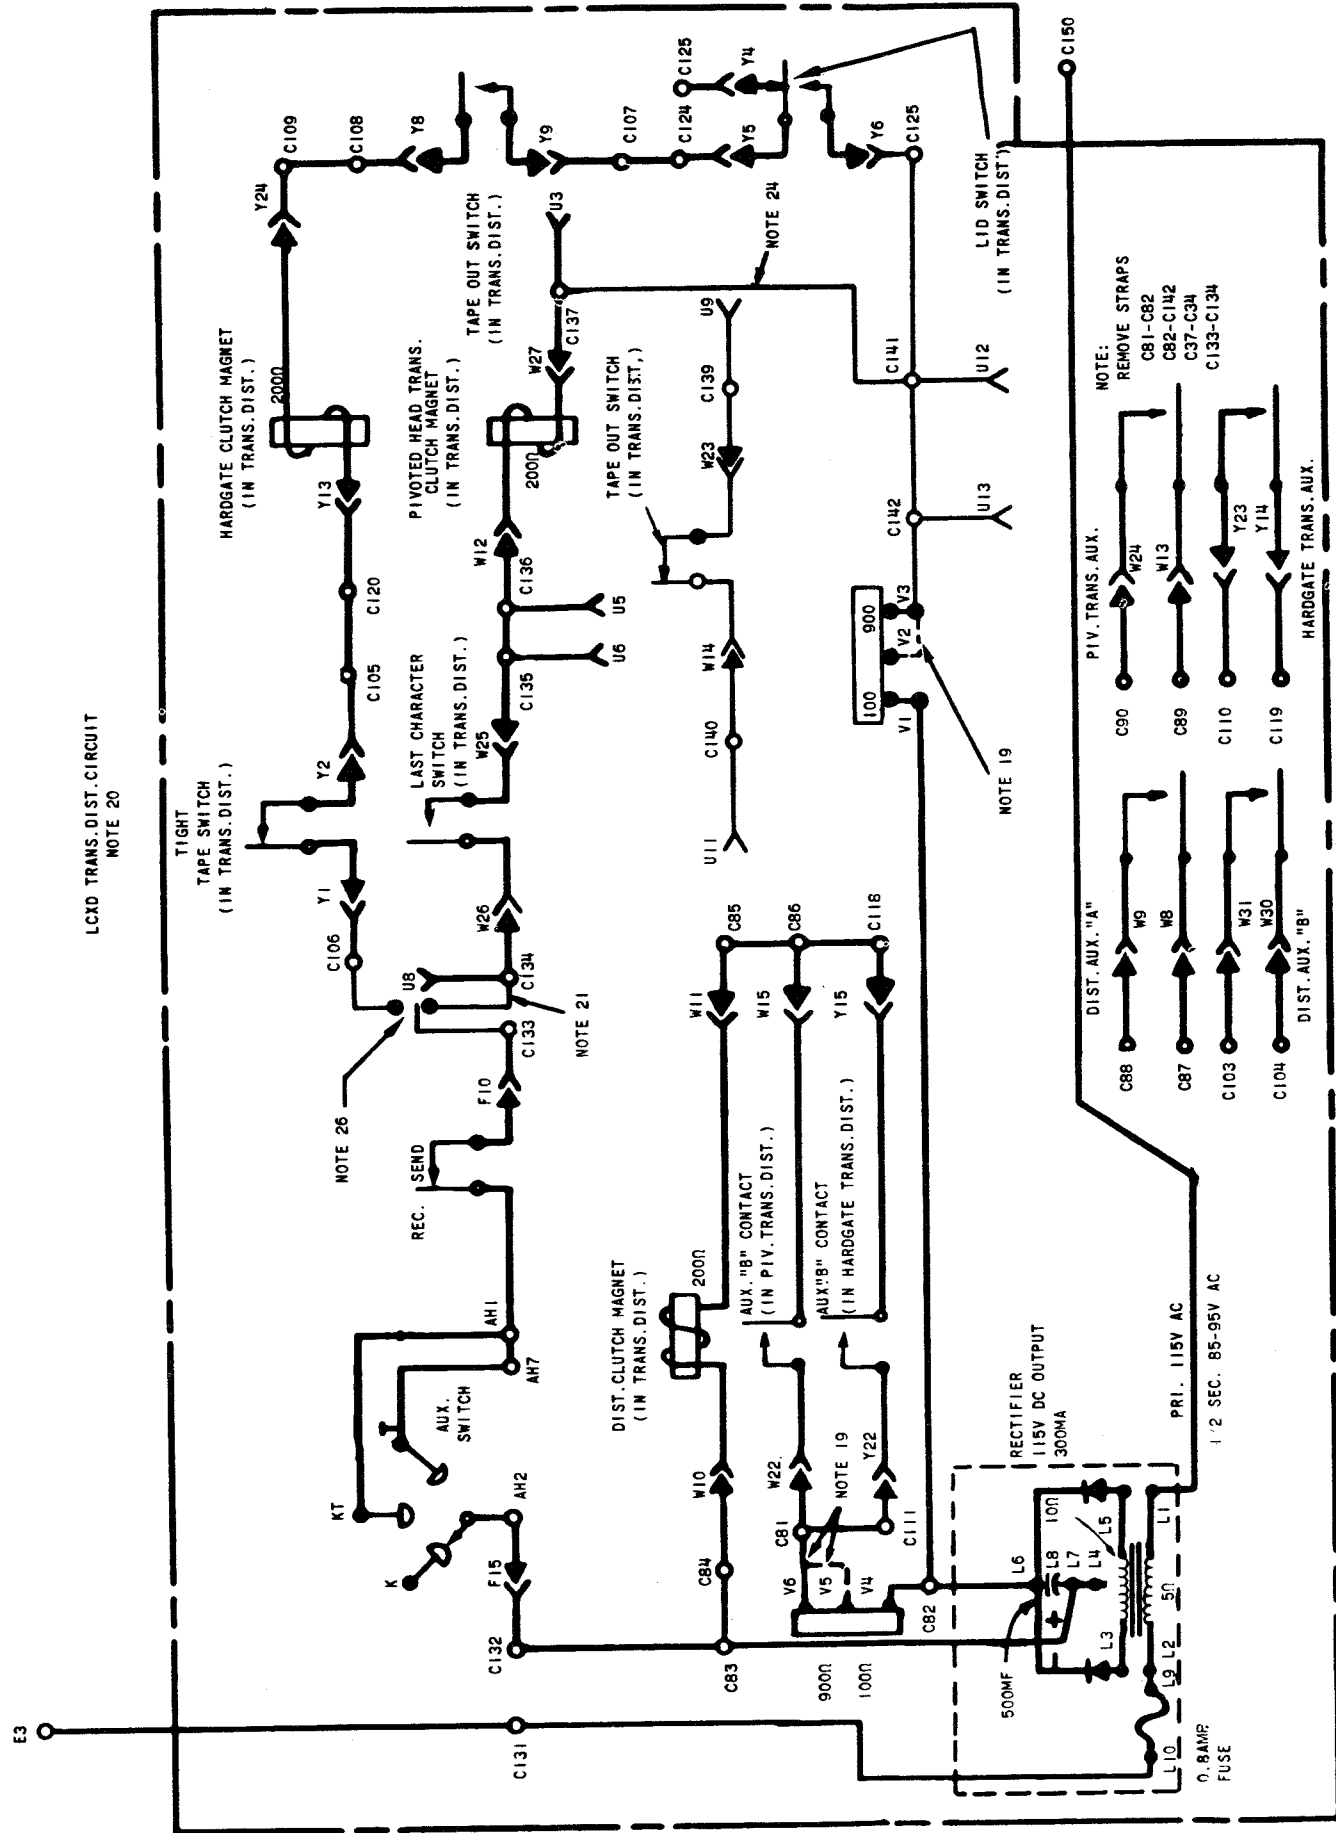 LCXD TRANS.DIST.CIRCUIT
NOTE 20
E3
C131
C132
F15
K
AH2
KT
AUX.
SWITCH
AH7
AH1
REC. SEND
F10
C133
NOTE 26
NOTE 21
U8
C134
W26
C106
Y1
TIGHT
TAPE SWITCH
(IN TRANS.DIST.)
Y2
C105
C120
Y13
HARDGATE CLUTCH MAGNET
(IN TRANS.DIST.)
200Ω
Y24
C109
C108
Y8
Y9
C107
C124
C125
Y4
Y5
Y6
C125
LID SWITCH
(IN TRANS.DIST)
LAST CHARACTER
SWITCH
(IN TRANS.DIST.)
W25
C135
U6
U5
C136
W12
PIVOTED HEAD TRANS.
CLUTCH MAGNET
(IN TRANS.DIST.)
200Ω
W27
C137
U3
TAPE OUT SWITCH
(IN TRANS.DIST.)
NOTE 24
TAPE OUT SWITCH
(IN TRANS.DIST,)
U11
C140
W14
W23
C139
U9
C141
U12
C142
U13
100
900
V1
V2
V3
NOTE 19
C83
C84
W10
DIST.CLUTCH MAGNET
(IN TRANS.DIST.)
200Ω
W11
C85
C86
C118
W15
Y15
AUX."B" CONTACT
(IN PIV.TRANS.DIST.)
AUX"B" CONTACT
(IN HARDGATE TRANS.DIST.)
W22.
C81
NOTE 19
Y22
C111
V6
V5
V4
900Ω
100Ω
C82
RECTIFIER
115V DC OUTPUT
300MA
500MF
+
L6
L8
L7
L4
L3
L5
10Ω
5Ω
L1
L2
L9
L10
0.8AMP.
FUSE
PRI. 115V AC
1/2 SEC. 85-95V AC
C150
DIST.AUX."A"
C88
W9
C87
W8
C103
W31
C104
W30
DIST.AUX."B"
PIV.TRANS.AUX.
C90
W24
C89
W13
C110
Y23
C119
Y14
HARDGATE TRANS.AUX.
NOTE:
REMOVE STRAPS
C81-C82
C82-C142
C37-C34
C133-C134